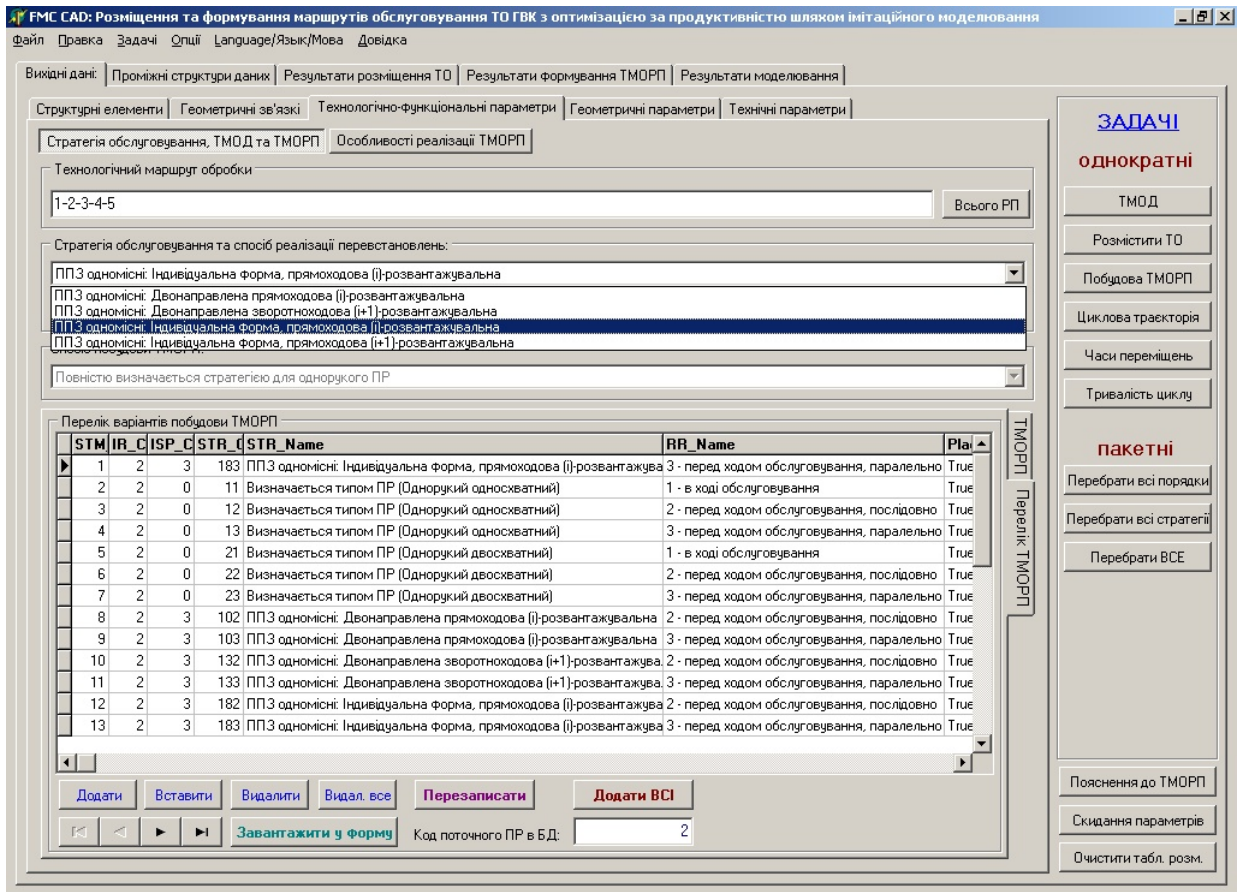 FMC CAD: Розміщення та формування маршрутів обслуговування ТО ГВК з оптимізацією за продуктивністю шляхом імітаційного моделювання
Файл Правка Задачі Опції Language/Язык/Мова Довідка
Вихідні дані: Проміжні структури даних Результати розміщення ТО Результати формування ТМОРП Результати моделювання
Структурні елементи Геометричні зв'язкі Технологічно-функціональні параметри Геометричні параметри Технічні параметри
Стратегія обслуговування, ТМОД та ТМОРП Особливості реалізації ТМОРП
Технологічний маршрут обробки
1-2-3-4-5 Всього РП
Стратегія обслуговування та спосіб реалізації перевстановлень:
ПП.З одномісні: Індивідуальна форма, прямоходова (i)-розвантажувальна
ПП.З одномісні: Двонаправлена прямоходова (i)-розвантажувальна
ПП.З одномісні: Двонаправлена зворотноходова (i+1)-розвантажувальна
ПП.З одномісні: Індивідуальна форма, прямоходова (i)-розвантажувальна
ПП.З одномісні: Індивідуальна форма, прямоходова (i+1)-розвантажувальна
Повністю визначається стратегією для однорукого ПР
Перелік варіантів побудови ТМОРП
STM IR_C ISP_C STR_C STR_Name RR_Name Pla
1 2 3 183 ПП.З одномісні: Індивідуальна форма, прямоходова (i)-розвантажува 3 - перед ходом обслуговування, паралельно True
2 2 0 11 Визначається типом ПР (Однорукий односхватний) 1 - в ході обслуговування True
3 2 0 12 Визначається типом ПР (Однорукий односхватний) 2 - перед ходом обслуговування, послідовно True
4 2 0 13 Визначається типом ПР (Однорукий односхватний) 3 - перед ходом обслуговування, паралельно True
5 2 0 21 Визначається типом ПР (Однорукий двосхватний) 1 - в ході обслуговування True
6 2 0 22 Визначається типом ПР (Однорукий двосхватний) 2 - перед ходом обслуговування, послідовно True
7 2 0 23 Визначається типом ПР (Однорукий двосхватний) 3 - перед ходом обслуговування, паралельно True
8 2 3 102 ПП.З одномісні: Двонаправлена прямоходова (i)-розвантажувальна 2 - перед ходом обслуговування, послідовно True
9 2 3 103 ПП.З одномісні: Двонаправлена прямоходова (i)-розвантажувальна 3 - перед ходом обслуговування, паралельно True
10 2 3 132 ПП.З одномісні: Двонаправлена зворотноходова (i+1)-розвантажува. 2 - перед ходом обслуговування, послідовно True
11 2 3 133 ПП.З одномісні: Двонаправлена зворотноходова (i+1)-розвантажува. 3 - перед ходом обслуговування, паралельно True
12 2 3 182 ПП.З одномісні: Індивідуальна форма, прямоходова (i)-розвантажува 2 - перед ходом обслуговування, послідовно True
13 2 3 183 ПП.З одномісні: Індивідуальна форма, прямоходова (i)-розвантажува 3 - перед ходом обслуговування, паралельно True
ТМОРП
Перелік ТМОРП
Додати Вставити Видалити Видал. все Перезаписати Додати ВСІ
Завантажити у форму Код поточного ПР в БД: 2
ЗАДАЧІ
однократні
ТМОД
Розмістити ТО
Побудова ТМОРП
Циклова траєкторія
Часи переміщень
Тривалість циклу
пакетні
Перебрати всі порядки
Перебрати всі стратегії
Перебрати ВСЕ
Пояснення до ТМОРП
Скидання параметрів
Очистити табл. розм.